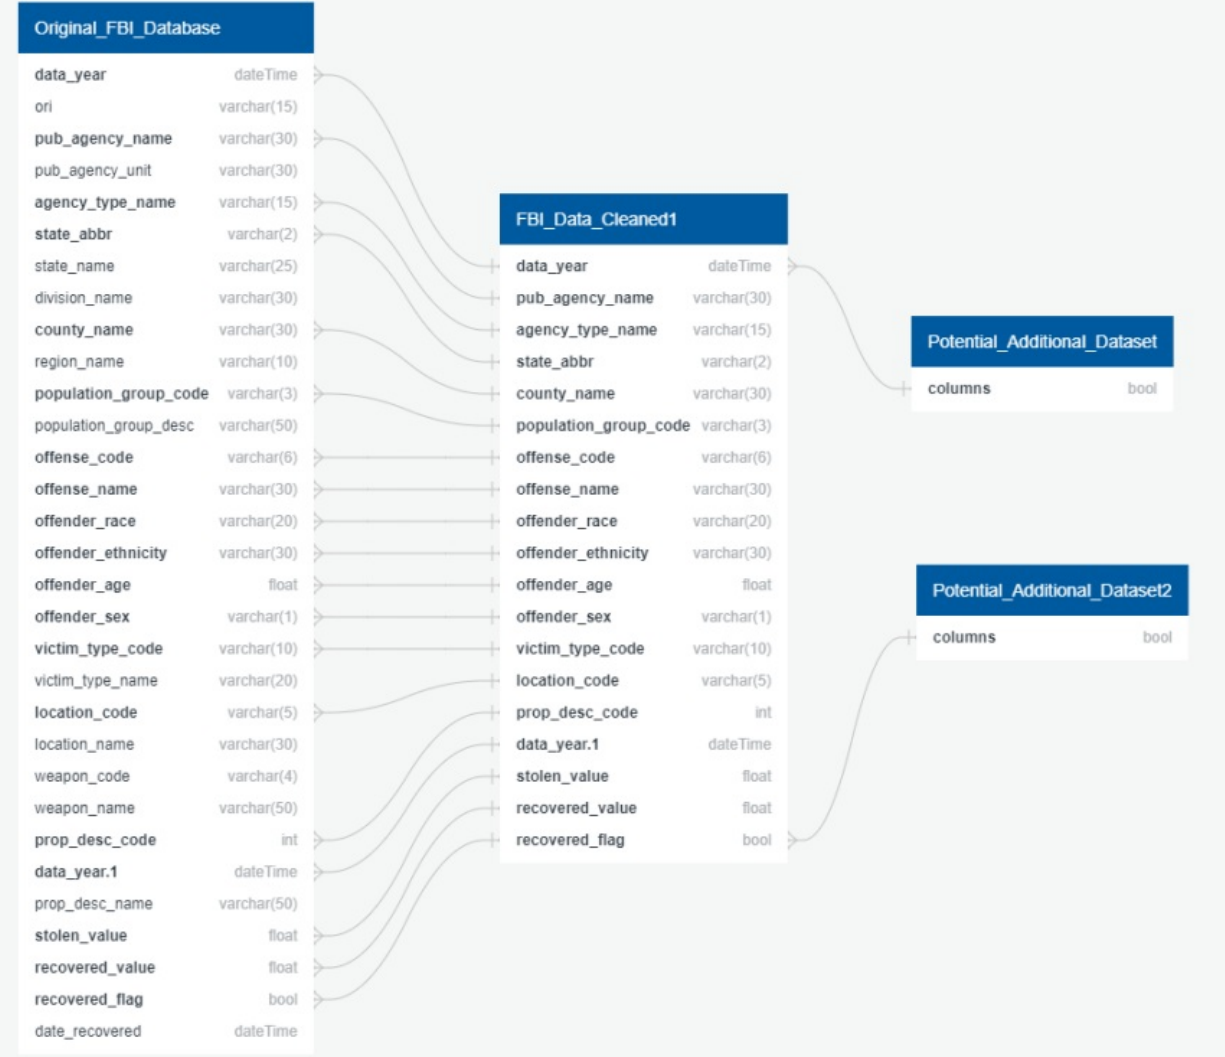 Original_FBI_Database
data_year dateTime
ori varchar(15)
pub_agency_name varchar(30)
pub_agency_unit varchar(30)
agency_type_name varchar(15)
state_abbr varchar(2)
state_name varchar(25)
division_name varchar(30)
county_name varchar(30)
region_name varchar(10)
population_group_code varchar(3)
population_group_desc varchar(50)
offense_code varchar(6)
offense_name varchar(30)
offender_race varchar(20)
offender_ethnicity varchar(30)
offender_age float
offender_sex varchar(1)
victim_type_code varchar(10)
victim_type_name varchar(20)
location_code varchar(5)
location_name varchar(30)
weapon_code varchar(4)
weapon_name varchar(50)
prop_desc_code int
data_year.1 dateTime
prop_desc_name varchar(50)
stolen_value float
recovered_value float
recovered_flag bool
date_recovered dateTime
FBI_Data_Cleaned1
data_year dateTime
pub_agency_name varchar(30)
agency_type_name varchar(15)
state_abbr varchar(2)
county_name varchar(30)
population_group_code varchar(3)
offense_code varchar(6)
offense_name varchar(30)
offender_race varchar(20)
offender_ethnicity varchar(30)
offender_age float
offender_sex varchar(1)
victim_type_code varchar(10)
location_code varchar(5)
prop_desc_code int
data_year.1 dateTime
stolen_value float
recovered_value float
recovered_flag bool
Potential_Additional_Dataset
columns bool
Potential_Additional_Dataset2
columns bool